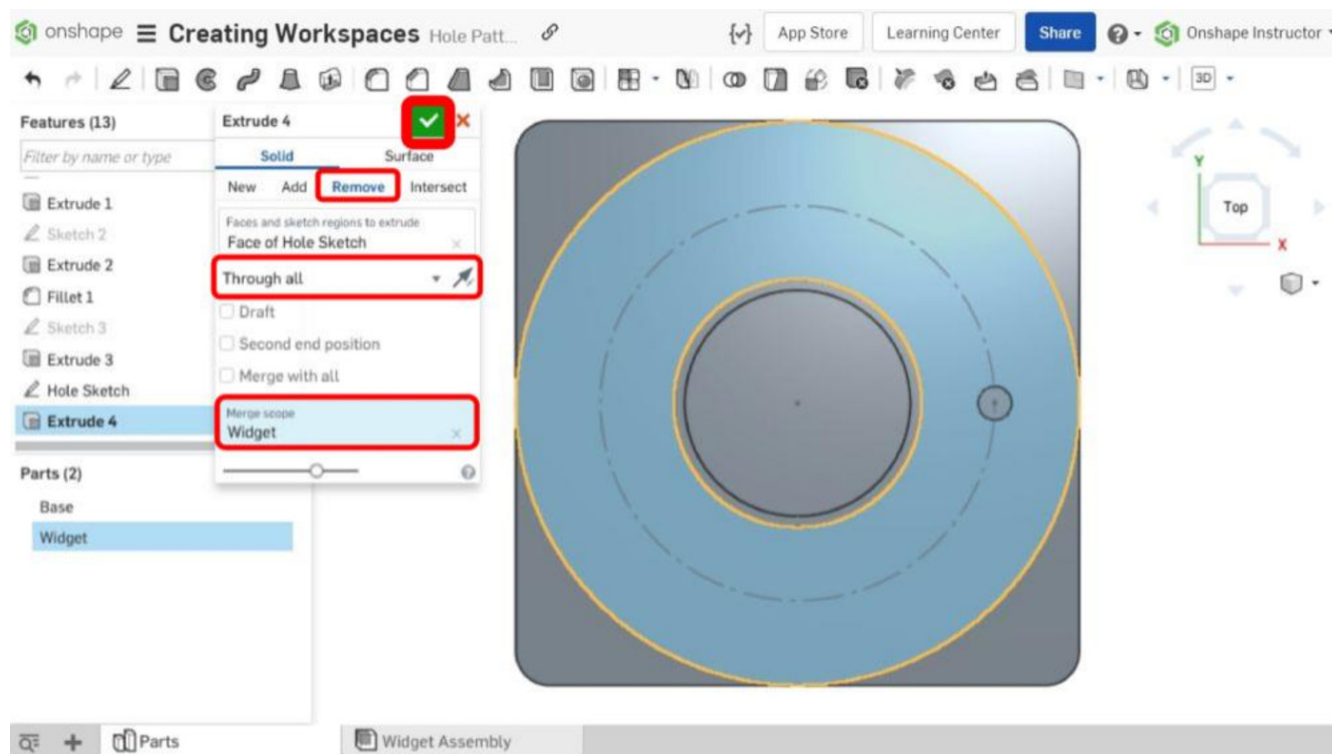 onshape Creating Workspaces Hole Patt... App Store Learning Center Share Onshape Instructor
3D
Features (13)
Filter by name or type
Extrude 1
Sketch 2
Extrude 2
Fillet 1
Sketch 3
Extrude 3
Hole Sketch
Extrude 4
Parts (2)
Base
Widget
Extrude 4
Solid Surface
New Add Remove Intersect
Faces and sketch regions to extrude
Face of Hole Sketch
Through all
Draft
Second end position
Merge with all
Merge scope
Widget
Y
Top
X
Parts Widget Assembly